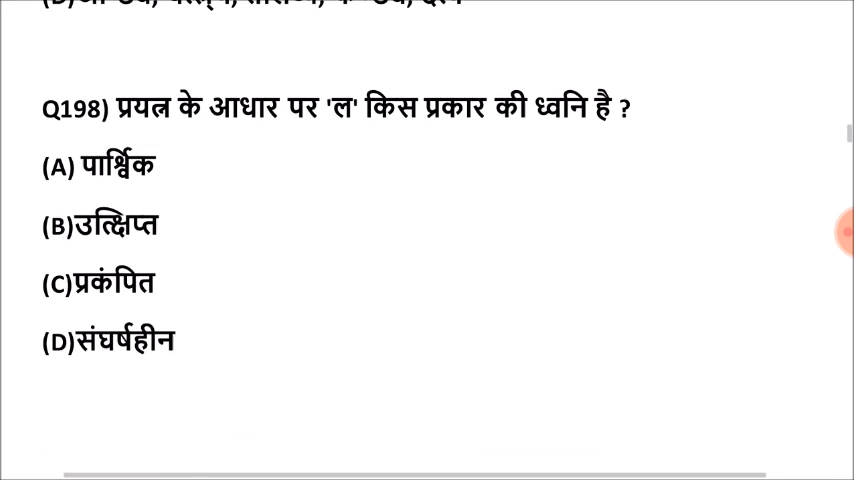 Q198) प्रयत्न के आधार पर 'ल' किस प्रकार की ध्वनि है ?
(A) पार्श्विक
(B)उत्क्षिप्त
(C)प्रकंपित
(D)संघर्षहीन